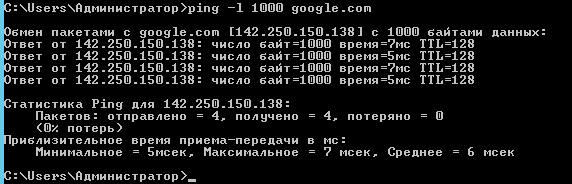 C:\Users\Администратор>ping -l 1000 google.com
Обмен пакетами с google.com [142.250.150.138] с 1000 байтами данных:
Ответ от 142.250.150.138: число байт=1000 время=7мс TTL=128
Ответ от 142.250.150.138: число байт=1000 время=5мс TTL=128
Ответ от 142.250.150.138: число байт=1000 время=7мс TTL=128
Ответ от 142.250.150.138: число байт=1000 время=5мс TTL=128
Статистика Ping для 142.250.150.138:
Пакетов: отправлено = 4, получено = 4, потеряно = 0
(0% потерь)
Приблизительное время приема-передачи в мс:
Минимальное = 5мсек, Максимальное = 7 мсек, Среднее = 6 мсек
C:\Users\Администратор>_